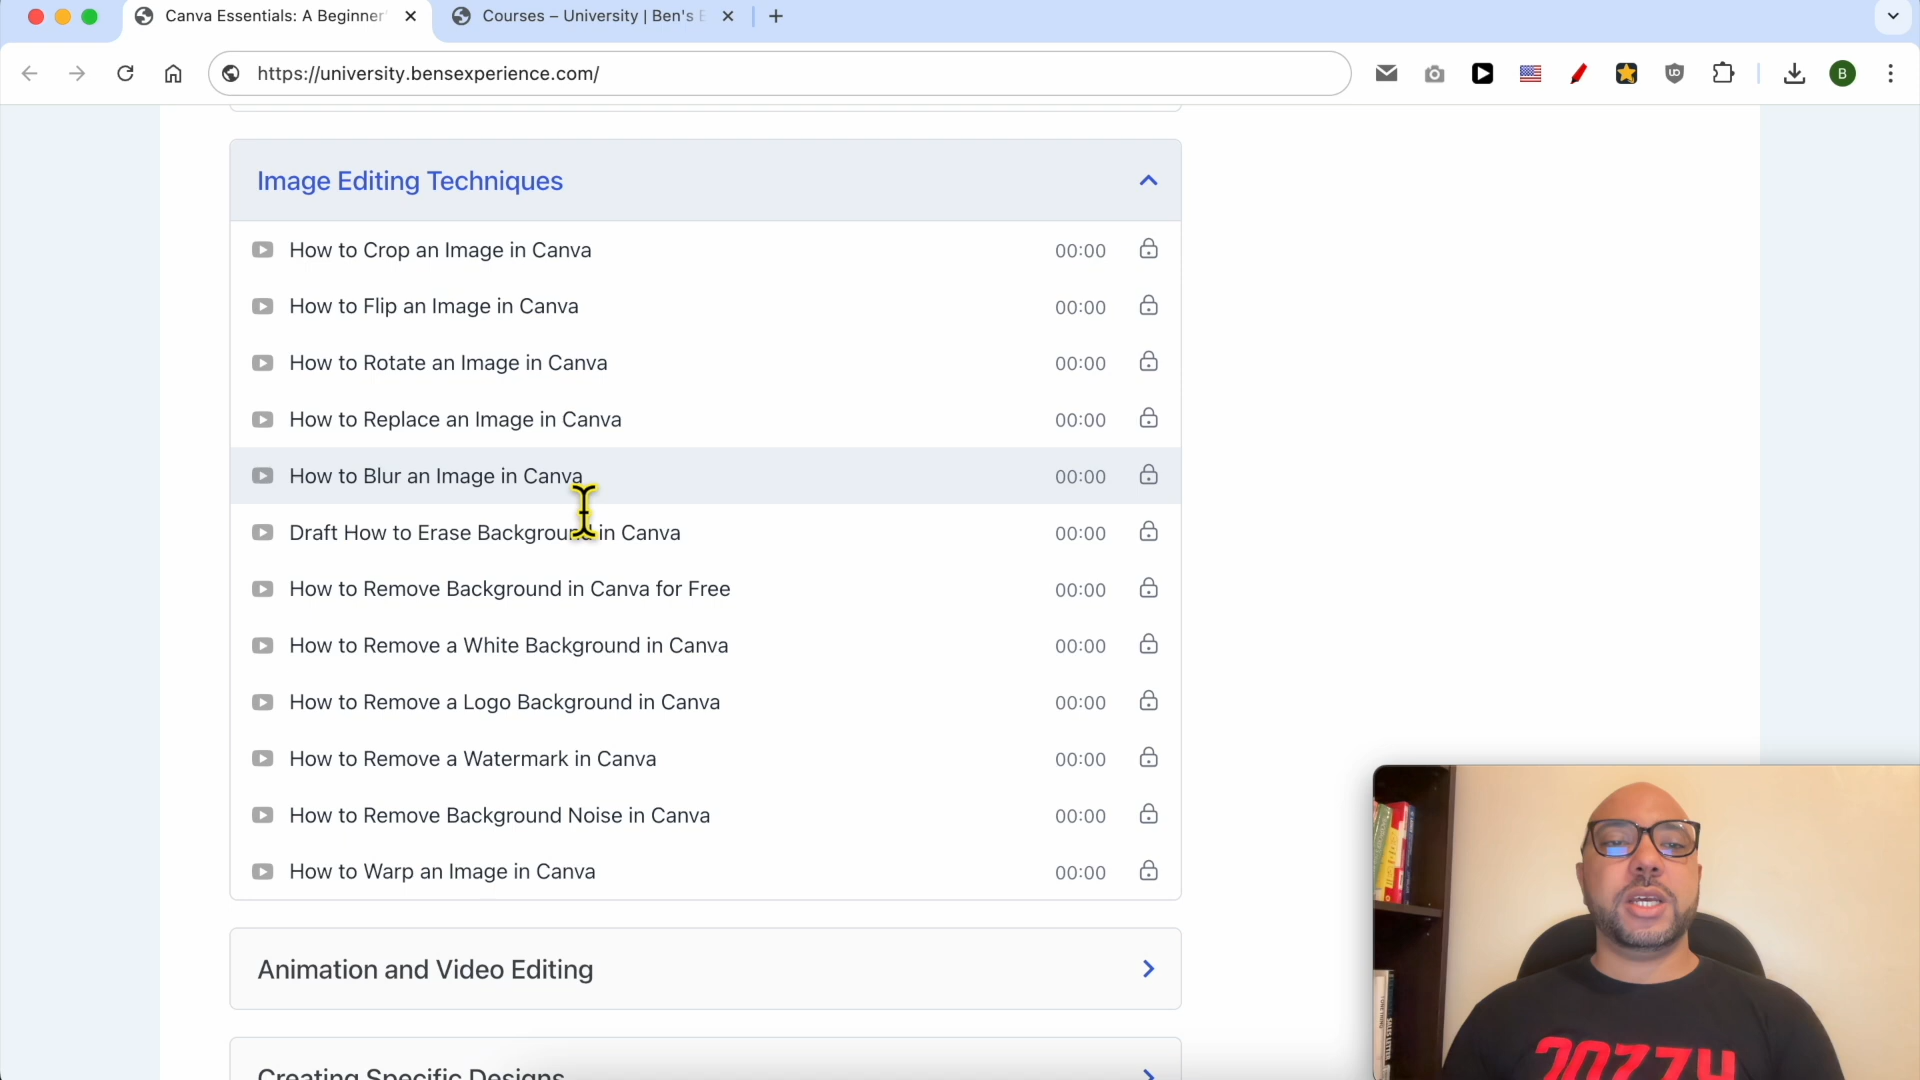 Canva Essentials: A Beginner'
Courses – University | Ben's E
https://university.bensexperience.com/
B
Image Editing Techniques
How to Crop an Image in Canva 00:00
How to Flip an Image in Canva 00:00
How to Rotate an Image in Canva 00:00
How to Replace an Image in Canva 00:00
How to Blur an Image in Canva 00:00
Draft How to Erase Background in Canva 00:00
How to Remove Background in Canva for Free 00:00
How to Remove a White Background in Canva 00:00
How to Remove a Logo Background in Canva 00:00
How to Remove a Watermark in Canva 00:00
How to Remove Background Noise in Canva 00:00
How to Warp an Image in Canva 00:00
Animation and Video Editing
Creating Specific Designs